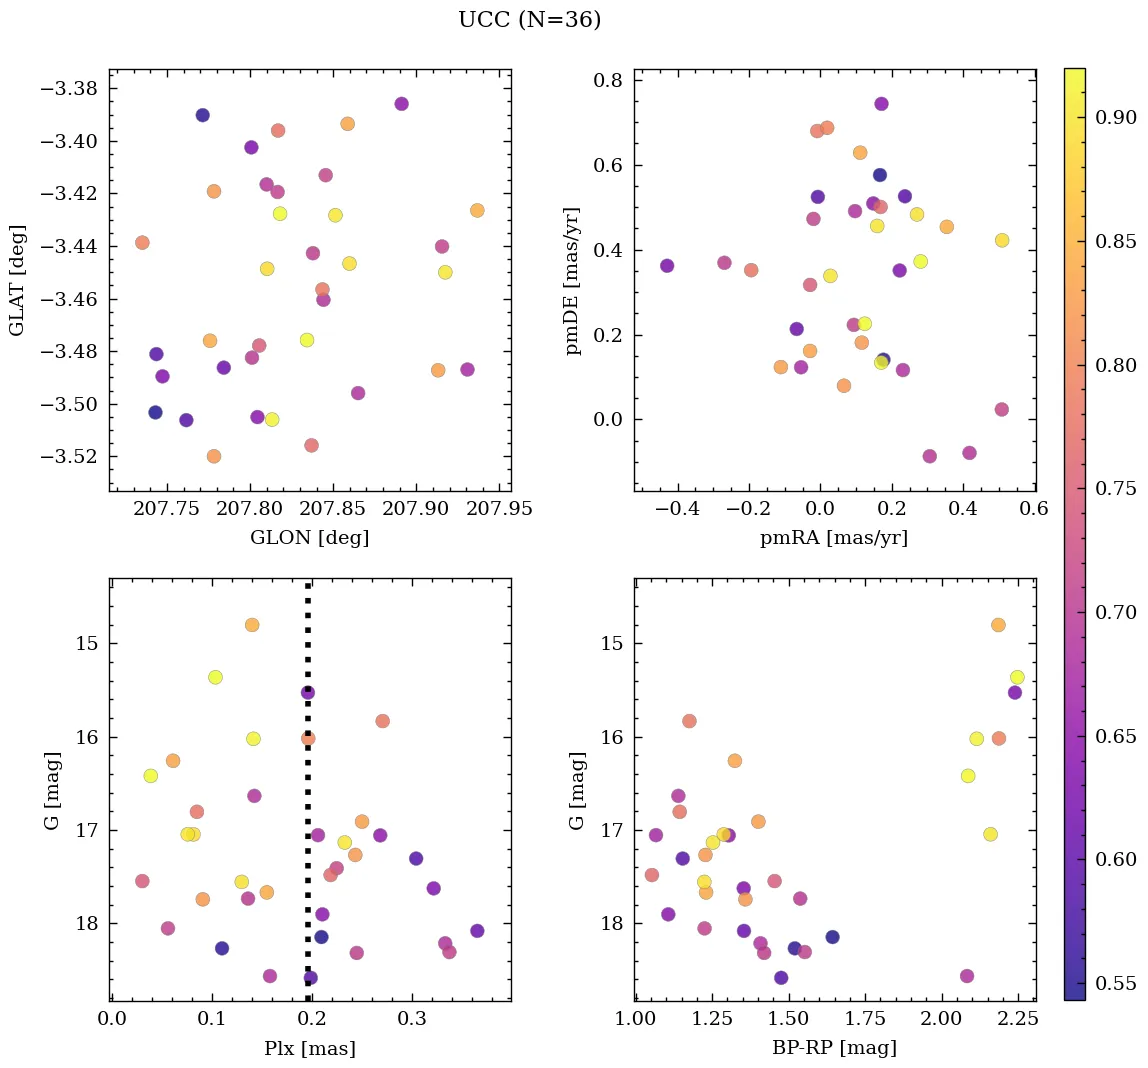 UCC (N=36)
−3.38
−3.40
−3.42
−3.44
−3.46
−3.48
−3.50
−3.52
GLAT [deg]
207.75 207.80 207.85 207.90 207.95
GLON [deg]
0.8
0.6
0.4
0.2
0.0
pmDE [mas/yr]
−0.4 −0.2 0.0 0.2 0.4 0.6
pmRA [mas/yr]
0.90
0.85
0.80
0.75
0.70
0.65
0.60
0.55
15
16
17
18
G [mag]
0.0 0.1 0.2 0.3
Plx [mas]
15
16
17
18
G [mag]
1.00 1.25 1.50 1.75 2.00 2.25
BP-RP [mag]